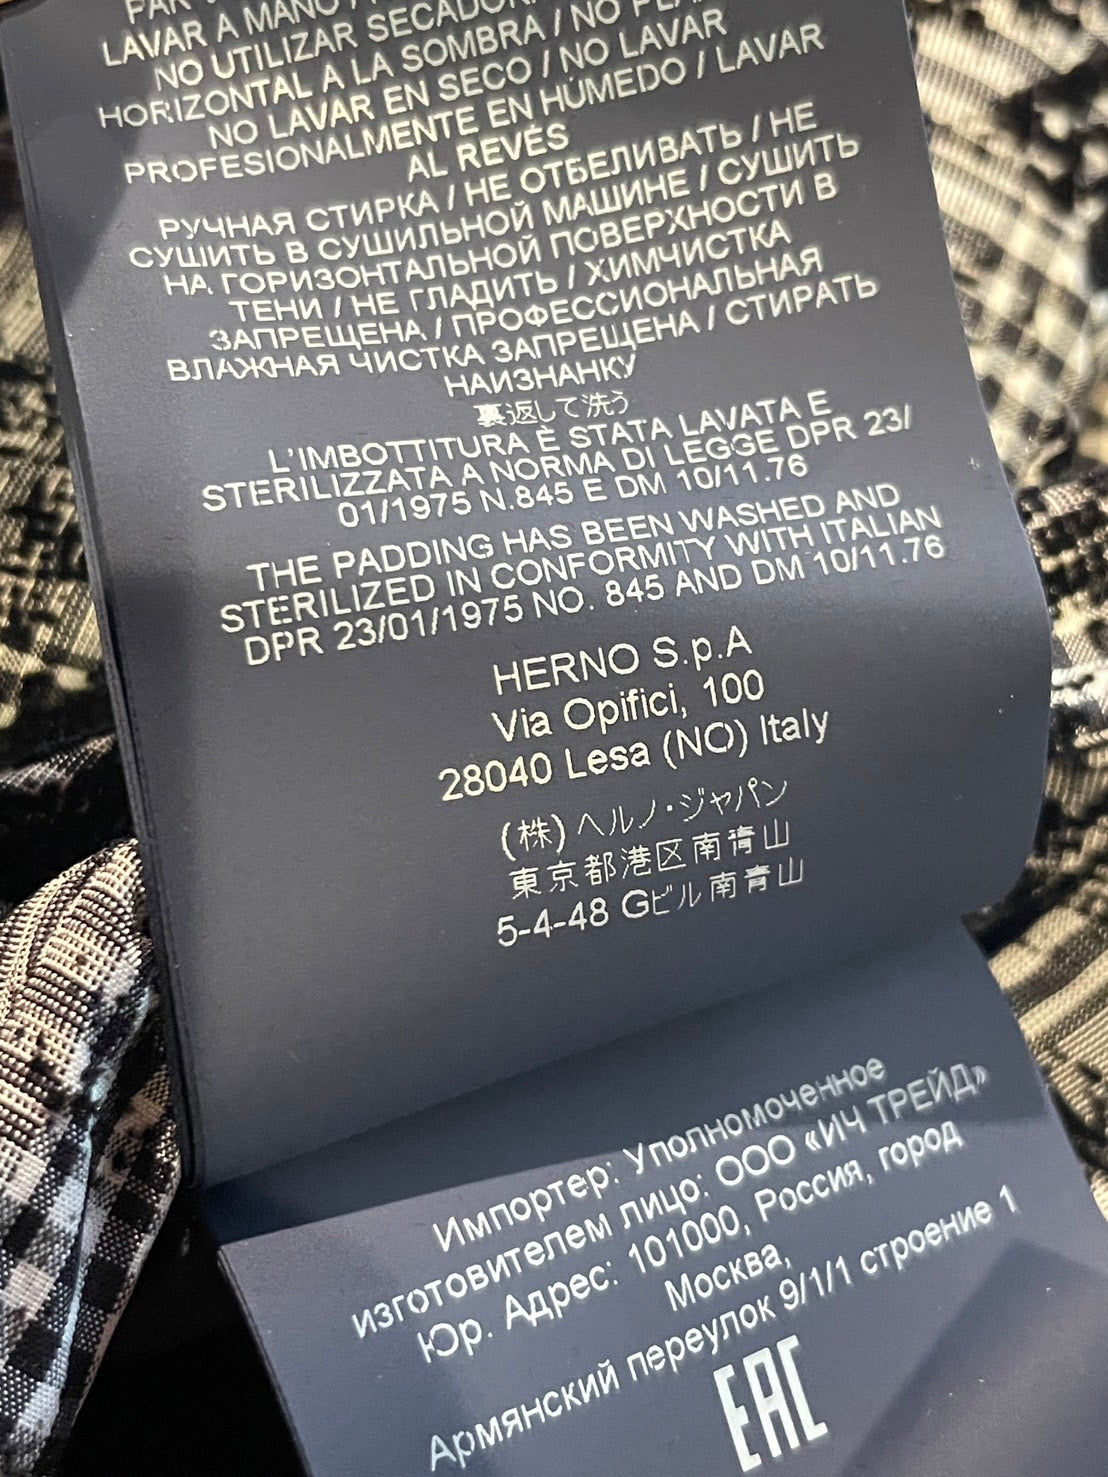 LAVAR A MANO /
NO UTILIZAR
HORIZONTAL A LA SOMBRA / NO
NO LAVAR EN SECO / NO LAVAR
PROFESIONALMENTE EN HÚMEDO / LAVAR
AL REVÉS
РУЧНАЯ СТИРКА / НЕ ОТБЕЛИВАТЬ / НЕ
СУШИТЬ В СУШИЛЬНОЙ МАШИНЕ / СУШИТЬ
НА ГОРИЗОНТАЛЬНОЙ ПОВЕРХНОСТИ В
ТЕНИ / НЕ ГЛАДИТЬ / ХИМЧИСТКА
ЗАПРЕЩЕНА / ПРОФЕССИОНАЛЬНАЯ
ВЛАЖНАЯ ЧИСТКА ЗАПРЕЩЕНА / СТИРАТЬ
НАИЗНАНКУ
裏返して洗う
L'IMBOTTITURA È STATA LAVATA E
STERILIZZATA A NORMA DI LEGGE DPR 23/
01/1975 N.845 E DM 10/11.76
THE PADDING HAS BEEN WASHED AND
STERILIZED IN CONFORMITY WITH ITALIAN
DPR 23/01/1975 NO. 845 AND DM 10/11.76
HERNO S.p.A
Via Opifici, 100
28040 Lesa (NO) Italy
(株) ヘルノ・ジャパン
東京都港区南青山
5-4-48 Gビル南青山
Импортер: Уполномоченное
изготовителем лицо: ООО «ИЧ ТРЕЙД»
Юр. Адрес: 101000, Россия, город
Москва,
Армянский переулок 9/1/1 строение 1
EAC